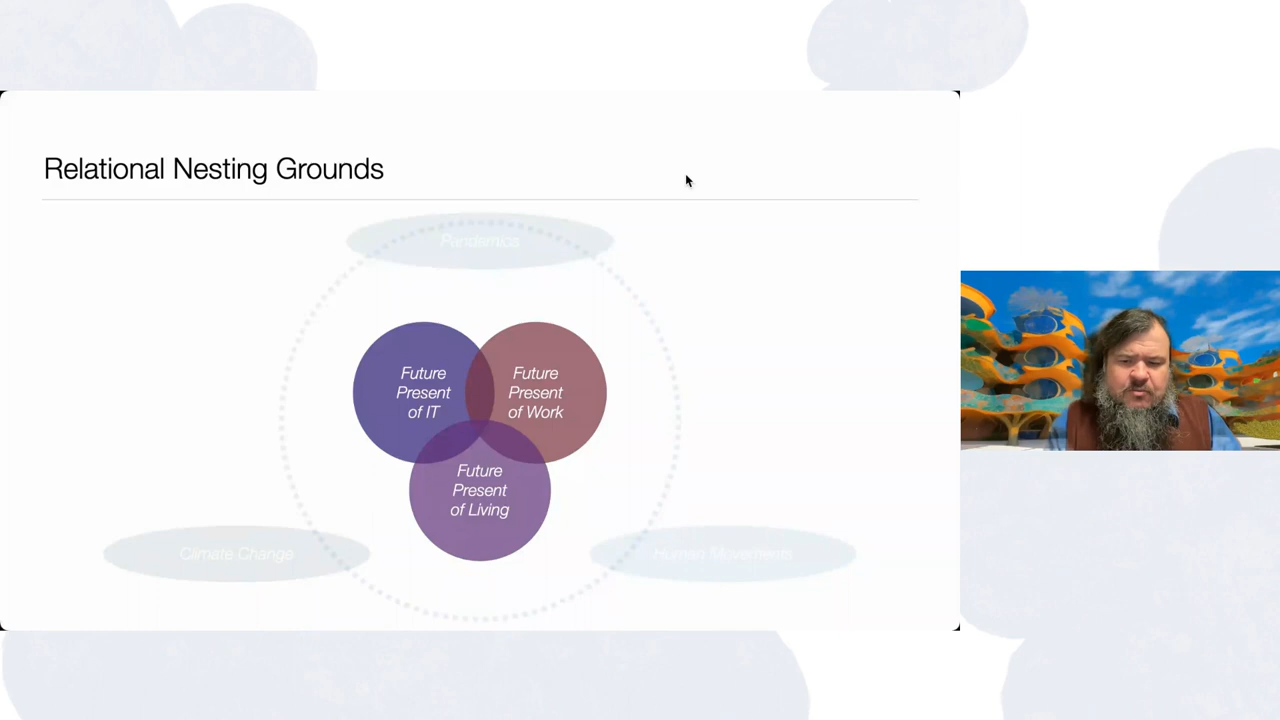 Relational Nesting Grounds
Pandemics
Future
Present
of IT
Future
Present
of Work
Future
Present
of Living
Climate Change
Human Movements